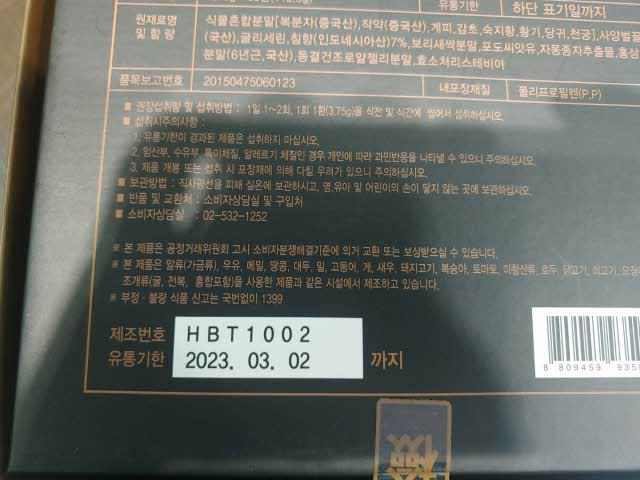 유통기한 하단 표기일까지
원재료명 및 함량
식물혼합분말[복분자(중국산),작약(중국산),계피,감초,숙지황,황기,당귀,천궁],사양벌꿀
(국산),글리세린,침향(인도네시아산)7%,보리새싹분말,포도씨앗유,자몽종자추출물,홍삼
분말(6년근,국산),동결건조로얄젤리분말,효소처리스테비아
품목보고번호 20150475060123 내포장재질 폴리프로필렌(P.P)
■ 권장섭취량 및 섭취방법 : 1일 1~2회, 1회 1환(3.75g)을 식전 및 식간에 씹어서 섭취하십시오.
■ 섭취시주의사항 :
1. 유통기한이 경과된 제품은 섭취하지 마십시오.
2. 임산부, 수유부, 특이체질, 알레르기 체질인 경우 개인에 따라 과민반응을 나타낼 수 있으니 주의하십시오.
3. 제품 개봉 또는 섭취 시 포장재에 의해 다칠 우려가 있으니 주의하십시오.
■ 보관방법 : 직사광선을 피해 실온에 보관하시고, 영,유아 및 어린이의 손이 닿지 않는 곳에 보관하십시오.
■ 반품 및 교환처 : 소비자상담실 및 구입처
■ 소비자상담실 : 02-532-1252
※ 본 제품은 공정거래위원회 고시 소비자분쟁해결기준에 의거 교환 또는 보상받으실 수 있습니다.
※ 본 제품은 알류(가금류), 우유, 메밀, 땅콩, 대두, 밀, 고등어, 게, 새우, 돼지고기, 복숭아, 토마토, 아황산류, 호두, 닭고기, 쇠고기,
조개류(굴, 전복, 홍합포함)을 사용한 제품과 같은 시설에서 제조하고 있습니다.
※ 부정·불량 식품 신고는 국번없이 1399
제조번호 HBT1002
유통기한 2023. 03. 02 까지
8 809459 935